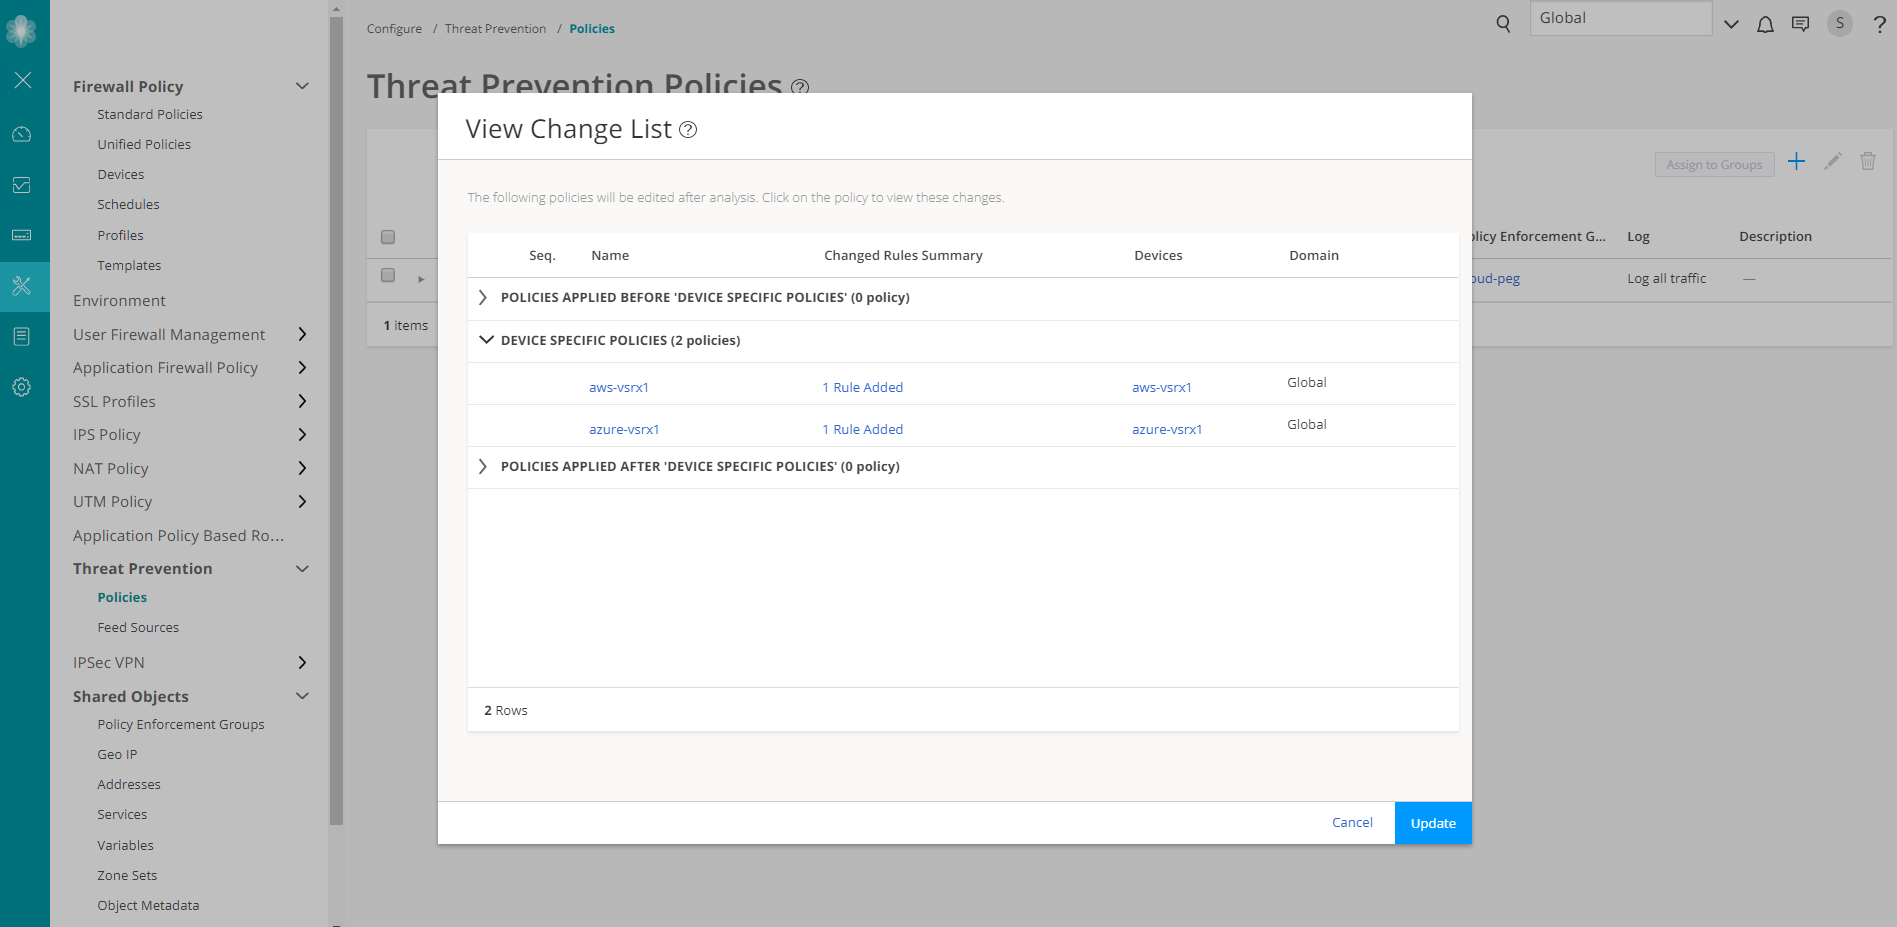 Configure / Threat Prevention / Policies
Global
S
?
Threat Prevention Policies ?
Firewall Policy
Standard Policies
Unified Policies
Devices
Schedules
Profiles
Templates
Environment
User Firewall Management
Application Firewall Policy
SSL Profiles
IPS Policy
NAT Policy
UTM Policy
Application Policy Based Ro...
Threat Prevention
Policies
Feed Sources
IPSec VPN
Shared Objects
Policy Enforcement Groups
Geo IP
Addresses
Services
Variables
Zone Sets
Object Metadata
1 items
Assign to Groups
licy Enforcement G... Log Description
oud-peg Log all traffic —
View Change List ?
The following policies will be edited after analysis. Click on the policy to view these changes.
Seq. Name Changed Rules Summary Devices Domain
POLICIES APPLIED BEFORE 'DEVICE SPECIFIC POLICIES' (0 policy)
DEVICE SPECIFIC POLICIES (2 policies)
aws-vsrx1 1 Rule Added aws-vsrx1 Global
azure-vsrx1 1 Rule Added azure-vsrx1 Global
POLICIES APPLIED AFTER 'DEVICE SPECIFIC POLICIES' (0 policy)
2 Rows
Cancel Update